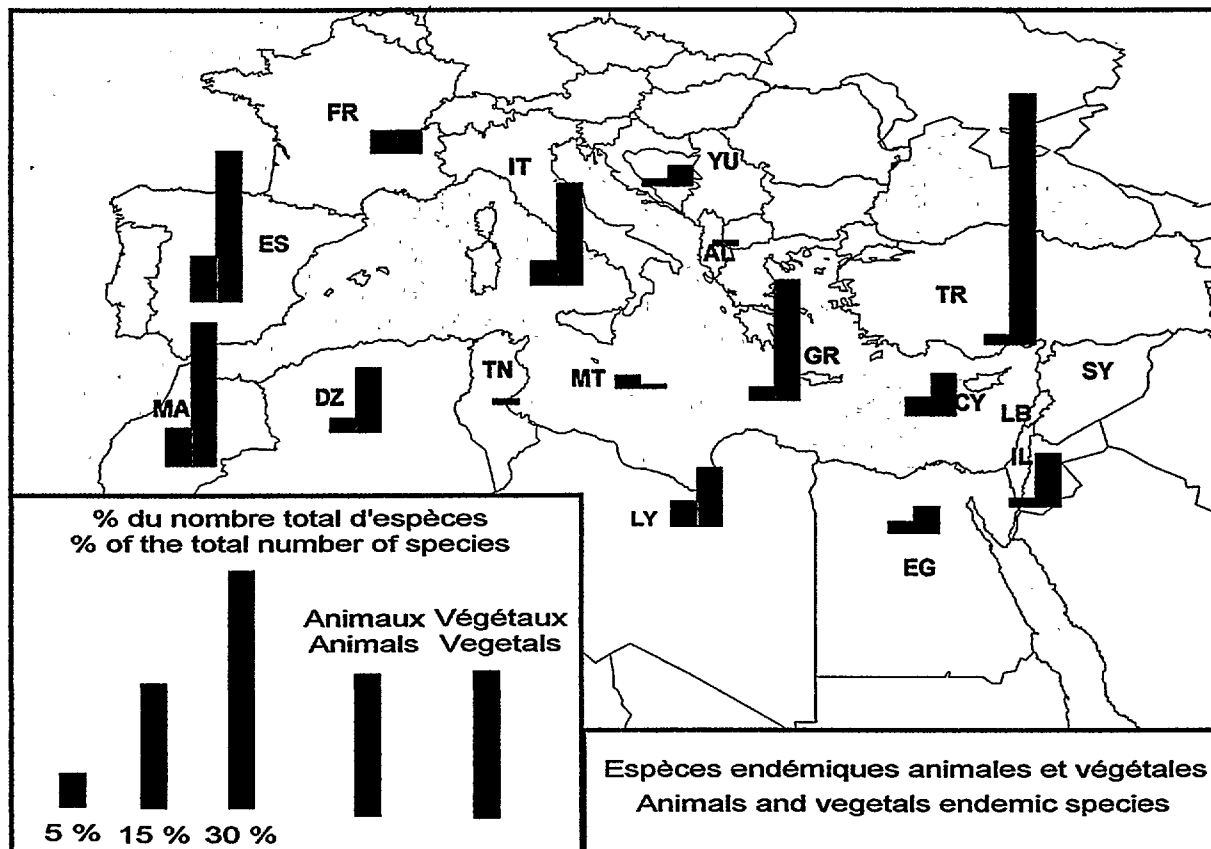 FR
IT
YU
ES
AL
TR
GR
TN
MT
SY
DZ
CY
MA
LB
IL
LY
EG
% du nombre total d'espèces
% of the total number of species
Animaux Végétaux
Animals Vegetals
5 % 15 % 30 %
Espèces endémiques animales et végétales
Animals and vegetals endemic species